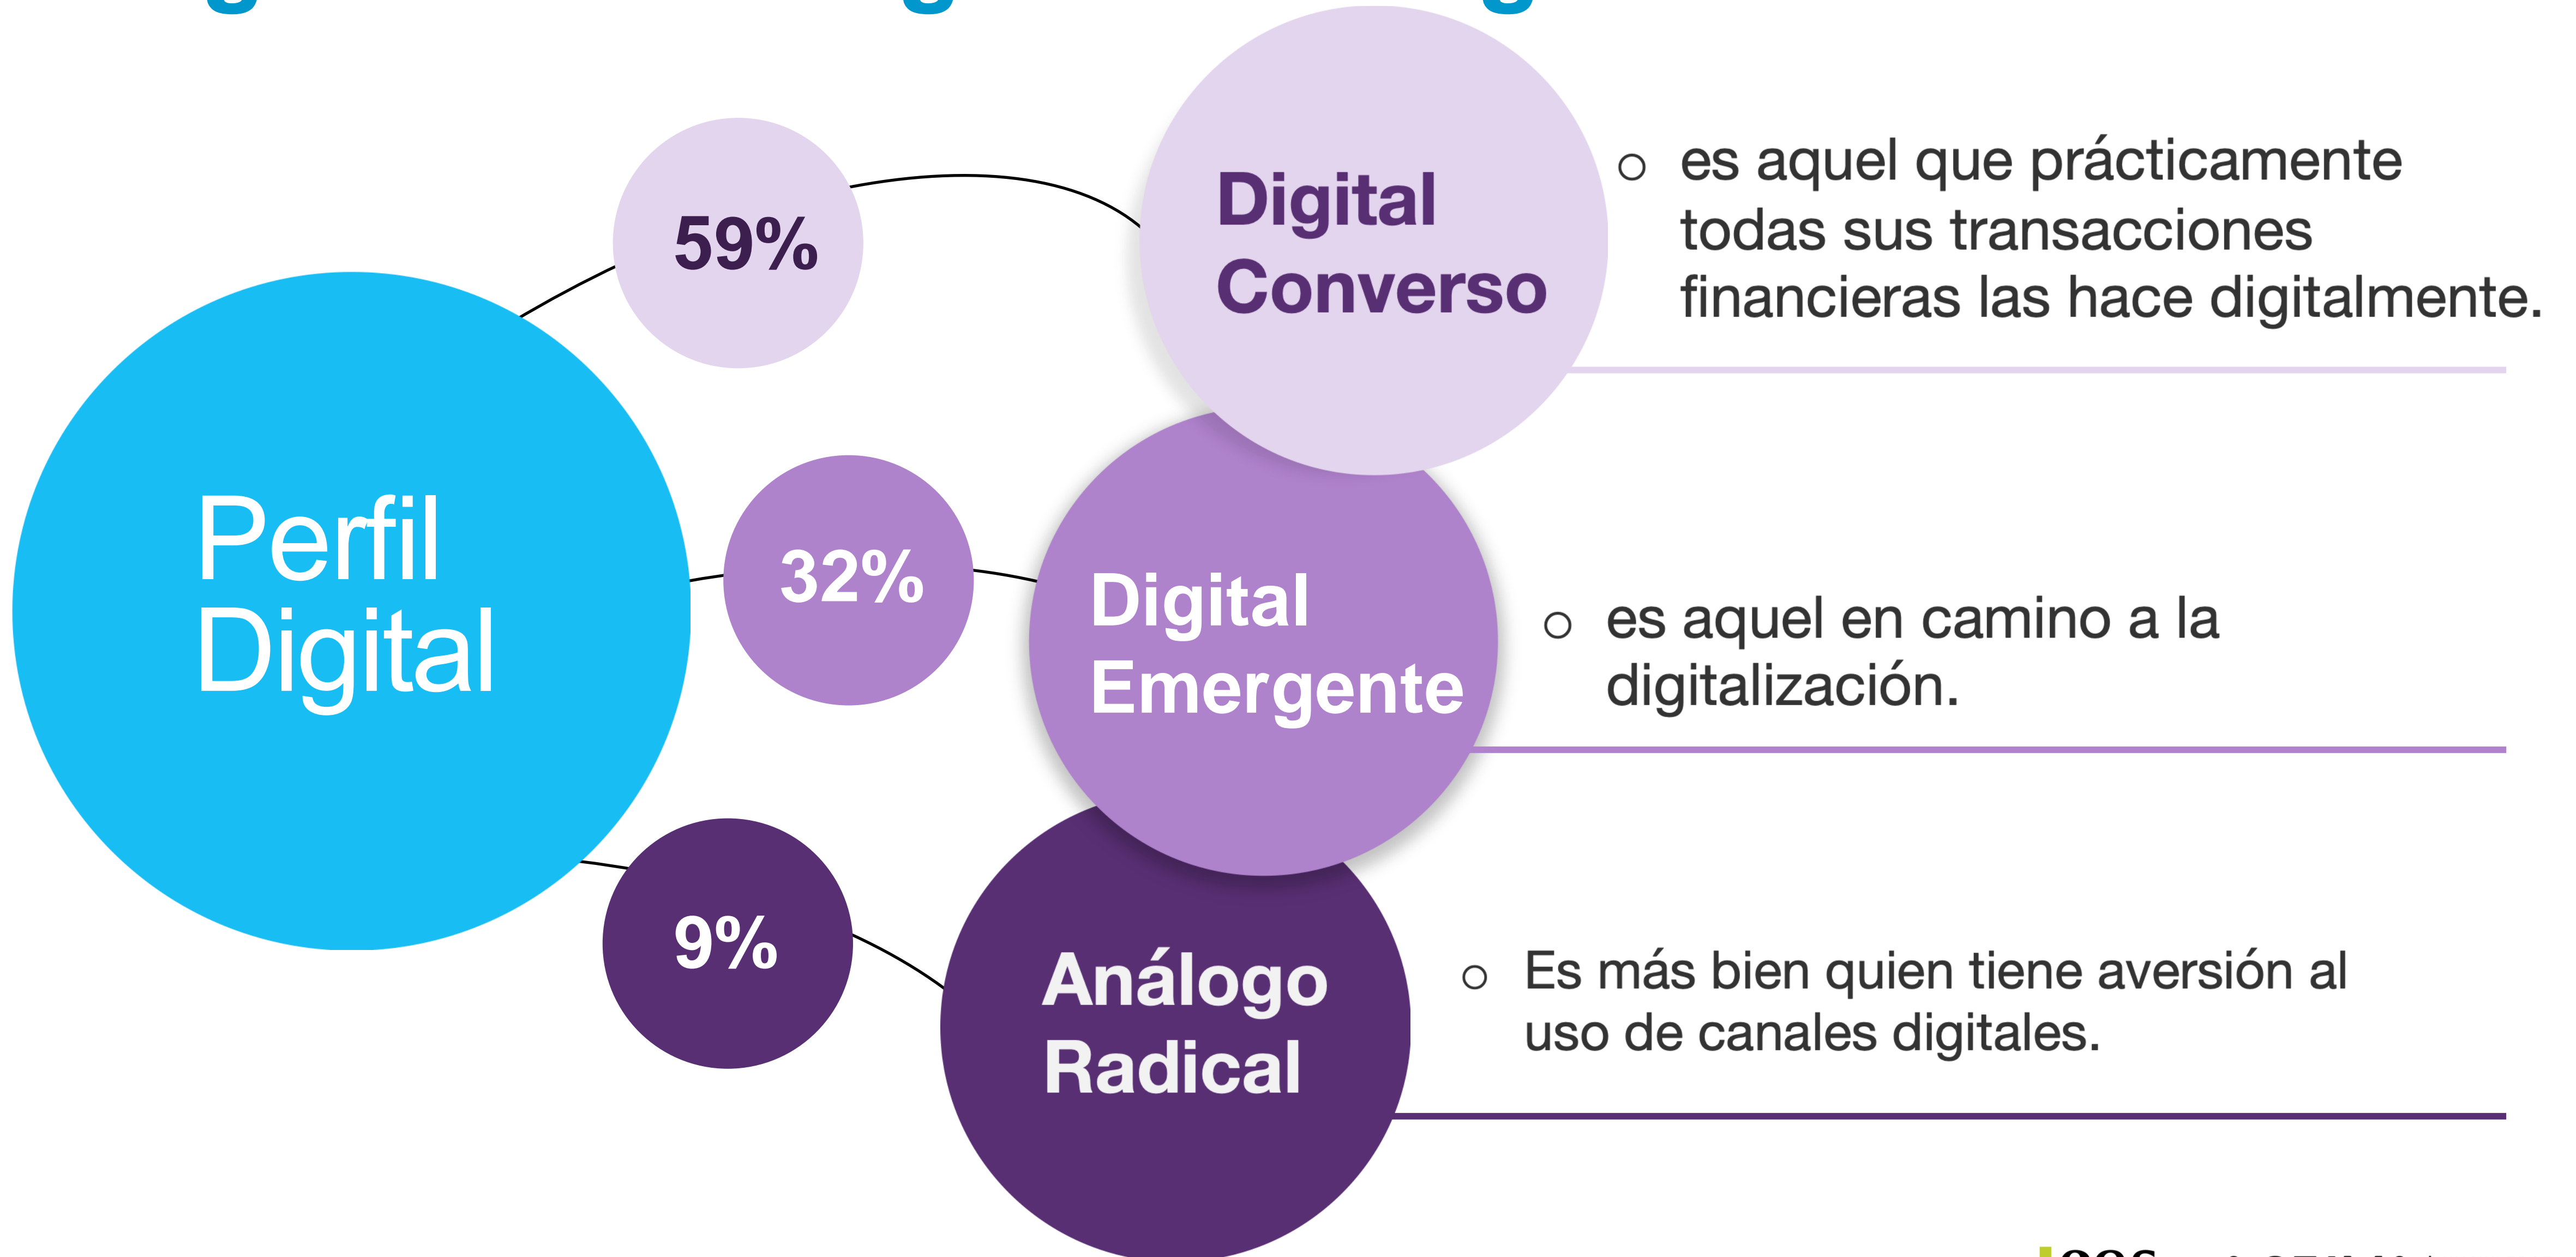 59%
Digital
Converso
○ es aquel que prácticamente
todas sus transacciones
financieras las hace digitalmente.
Perfil
Digital
32%
Digital
Emergente
○ es aquel en camino a la
digitalización.
9%
Análogo
Radical
○ Es más bien quien tiene aversión al
uso de canales digitales.